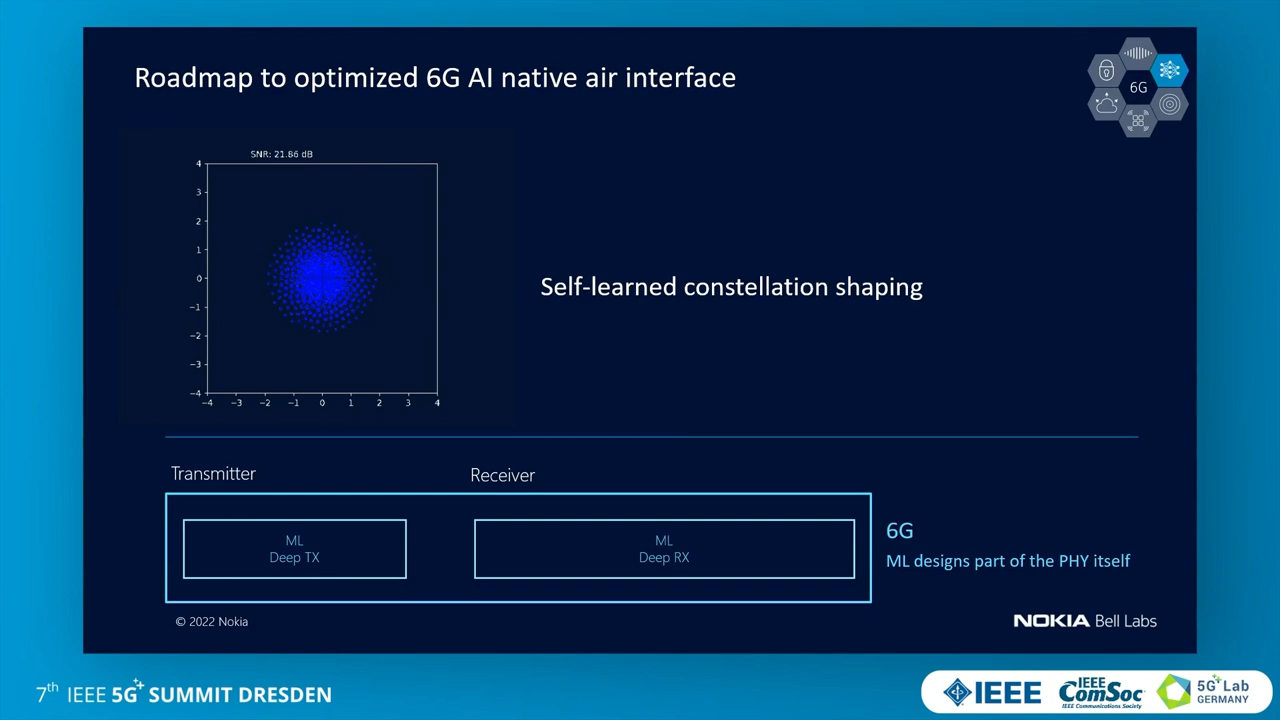 Roadmap to optimized 6G AI native air interface
6G
SNR: 21.86 dB
4
3
2
1
0
−1
−2
−3
−4
−4 −3 −2 −1 0 1 2 3 4
Self-learned constellation shaping
Transmitter
Receiver
ML
Deep TX
ML
Deep RX
6G
ML designs part of the PHY itself
© 2022 Nokia
NOKIA Bell Labs
7th IEEE 5G++ SUMMIT DRESDEN
IEEE
IEEE
ComSoc
IEEE Communications Society
5G++ Lab
GERMANY